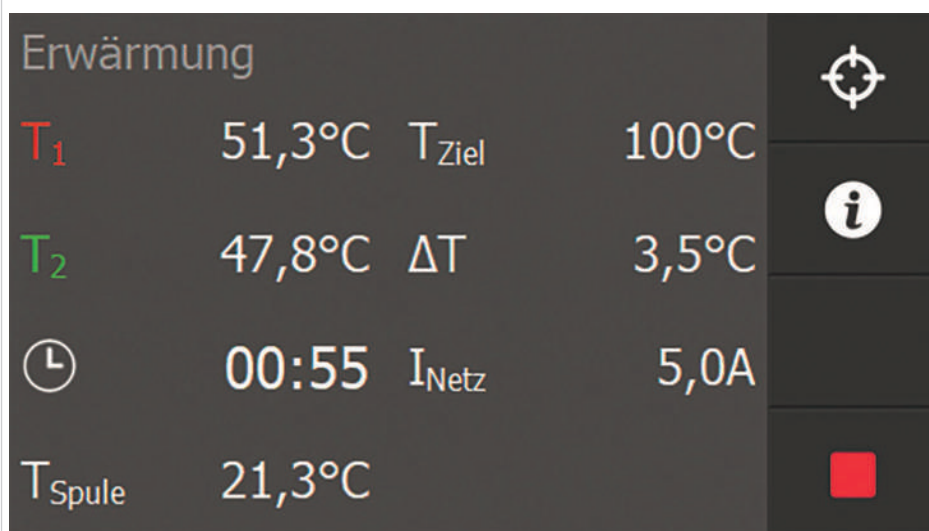 Erwärmung
T1 51,3°C TZiel 100°C
T2 47,8°C ΔT 3,5°C
00:55 INetz 5,0A
TSpule 21,3°C
i